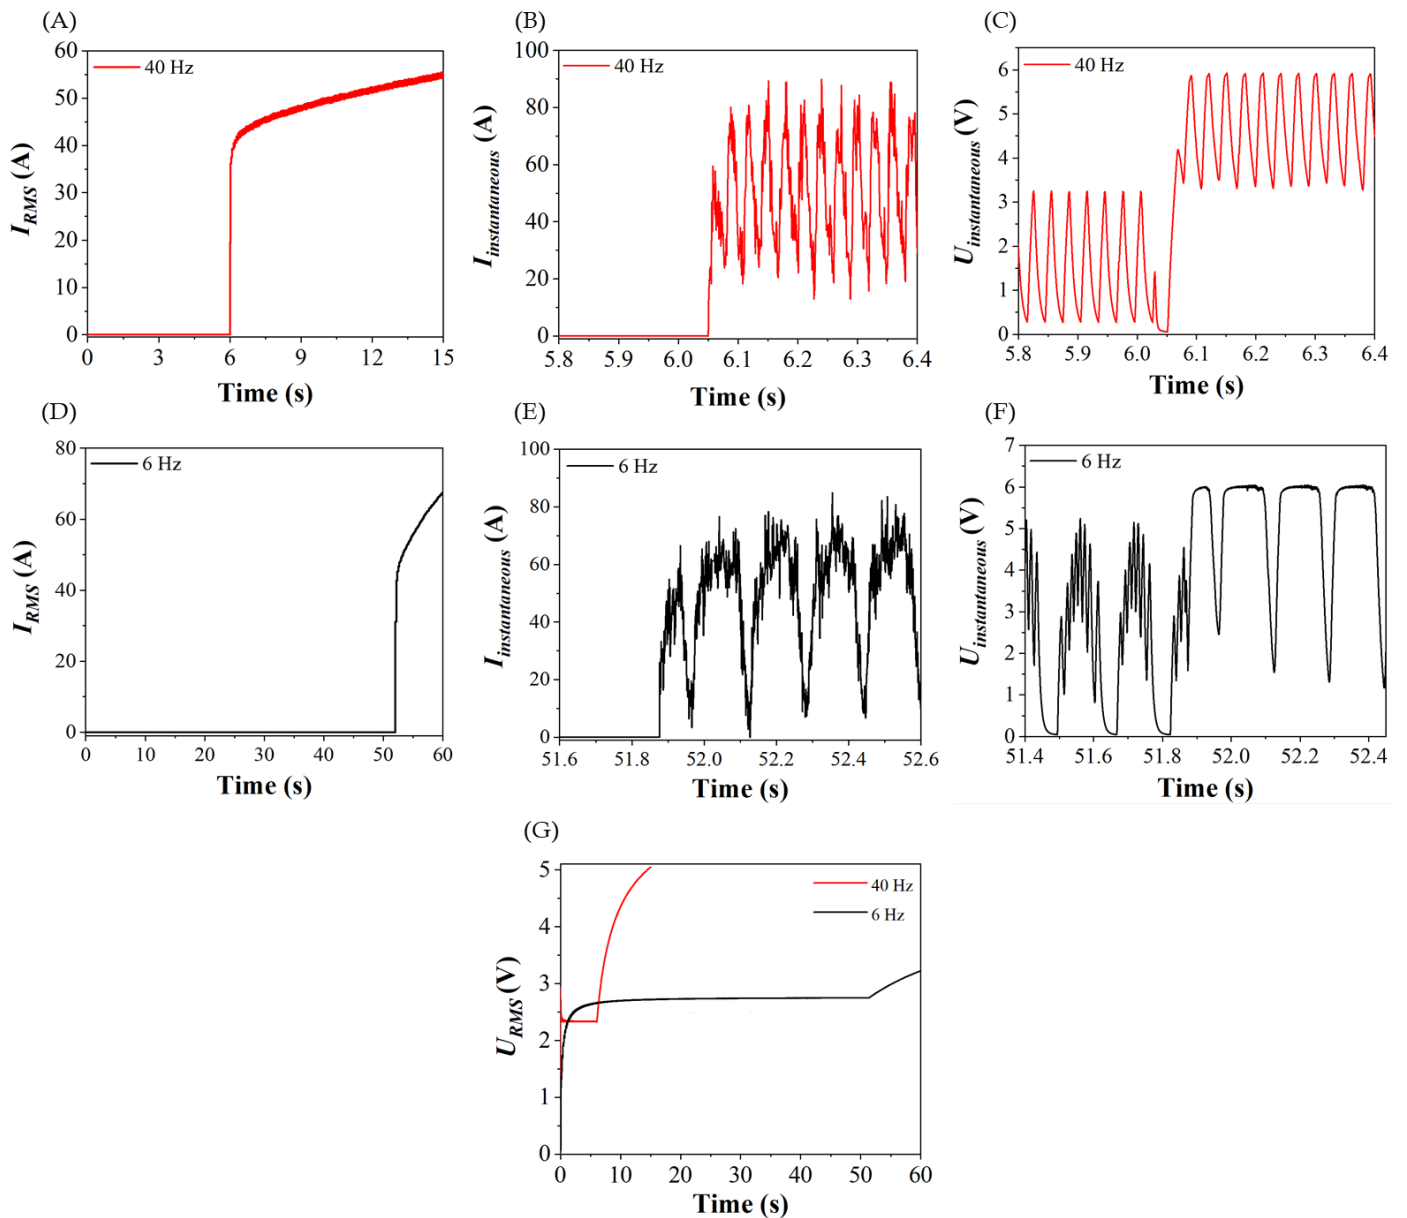 (A)
40 Hz
I_RMS (A)
60
50
40
30
20
10
0
0 3 6 9 12 15
Time (s)
(B)
40 Hz
I_instantaneous (A)
100
80
60
40
20
0
5.8 5.9 6.0 6.1 6.2 6.3 6.4
Time (s)
(C)
40 Hz
U_instantaneous (V)
6
5
4
3
2
1
0
5.8 5.9 6.0 6.1 6.2 6.3 6.4
Time (s)
(D)
6 Hz
I_RMS (A)
80
60
40
20
0
0 10 20 30 40 50 60
Time (s)
(E)
6 Hz
I_instantaneous (A)
100
80
60
40
20
0
51.6 51.8 52.0 52.2 52.4 52.6
Time (s)
(F)
6 Hz
U_instantaneous (V)
7
6
5
4
3
2
1
0
51.4 51.6 51.8 52.0 52.2 52.4
Time (s)
(G)
40 Hz
6 Hz
U_RMS (V)
5
4
3
2
1
0
0 10 20 30 40 50 60
Time (s)